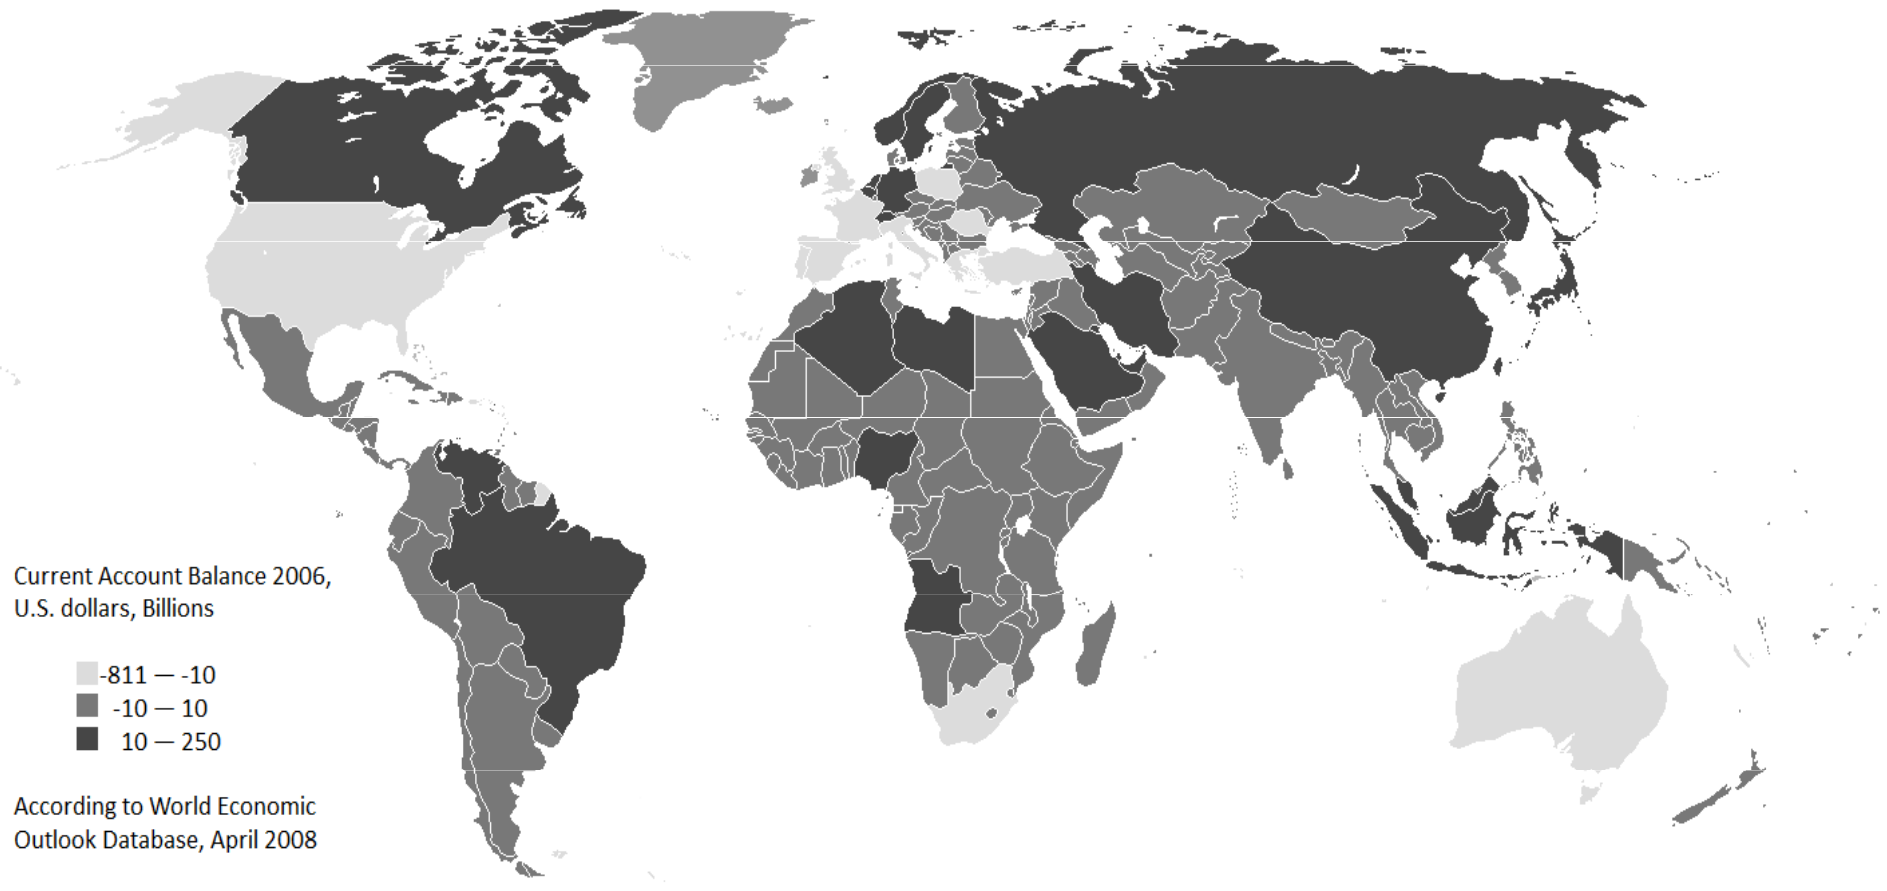 Current Account Balance 2006,
U.S. dollars, Billions
-811 — -10
-10 — 10
10 — 250
According to World Economic
Outlook Database, April 2008